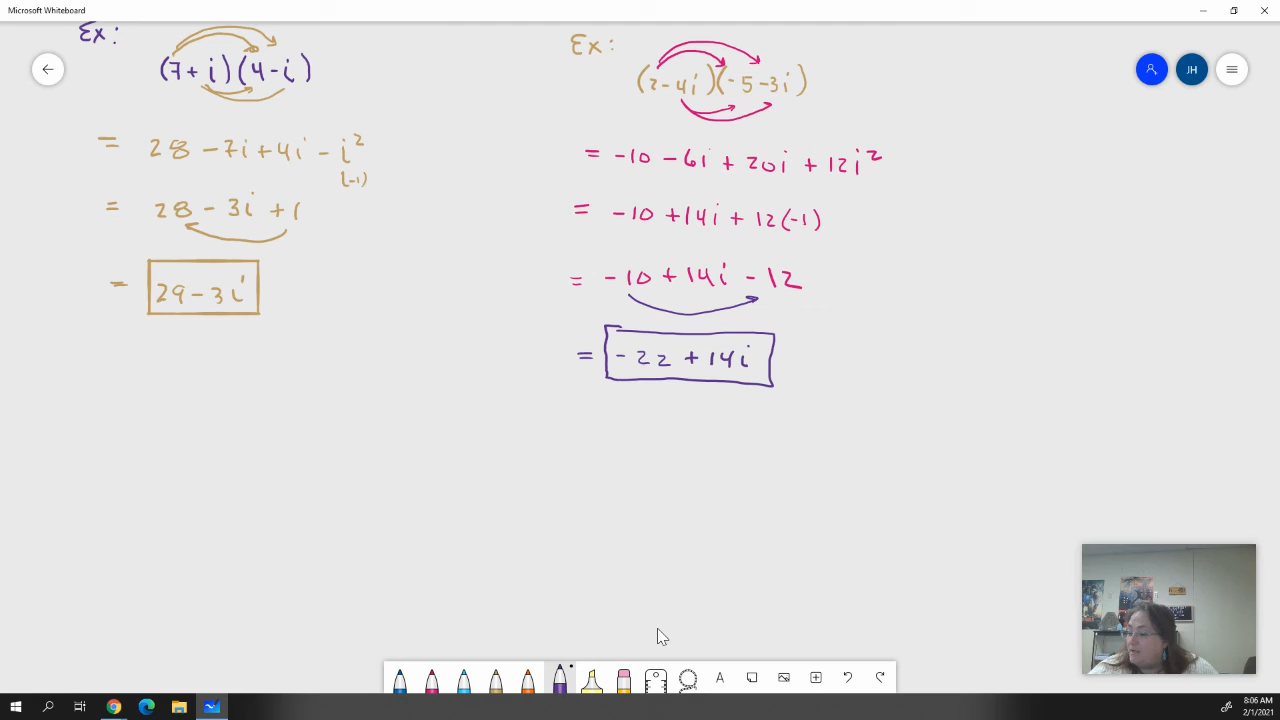 Microsoft Whiteboard
Ex:
(7+i)(4-i)
= 28 -7i+4i - i²
(-1)
= 28 - 3i +1
= 29-3i
Ex:
(2-4i)(-5-3i)
= -10 -6i + 20i + 12i²
= -10 +14i + 12(-1)
= -10 +14i -12
= -22 +14i
JH
A
8:06 AM
2/1/2021